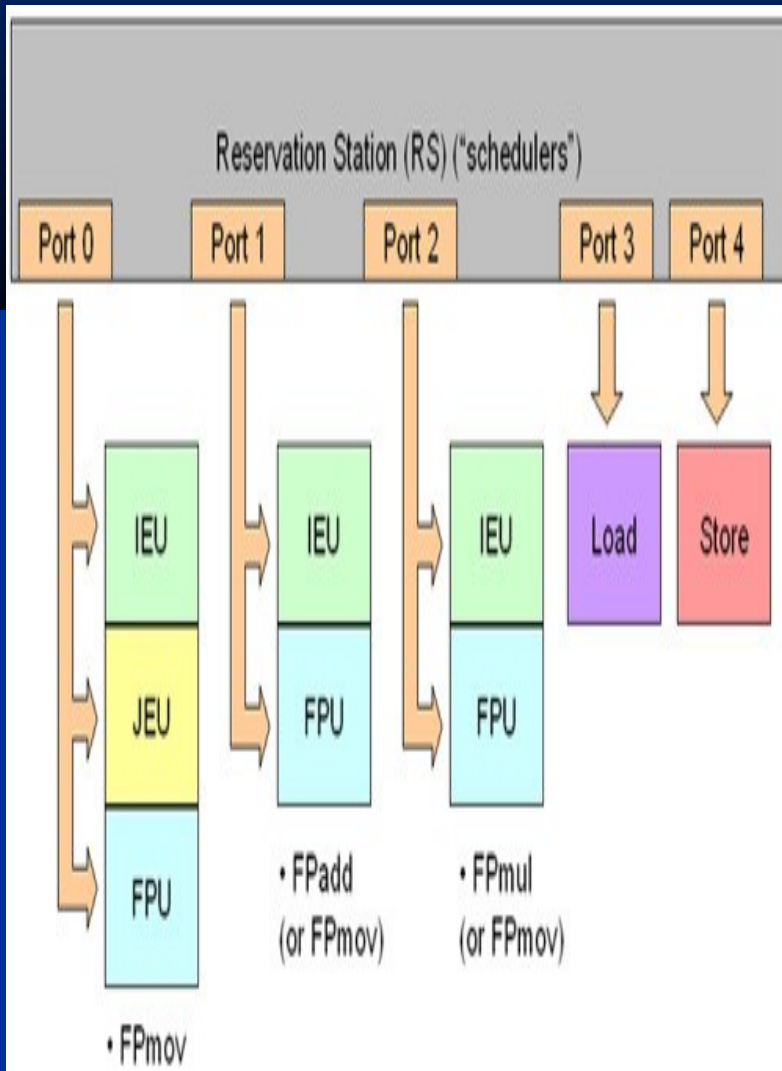 Reservation Station (RS) ("schedulers")
Port 0
Port 1
Port 2
Port 3
Port 4
IEU
IEU
IEU
Load
Store
JEU
FPU
FPU
FPU
• FPadd
(or FPmov)
• FPmul
(or FPmov)
• FPmov